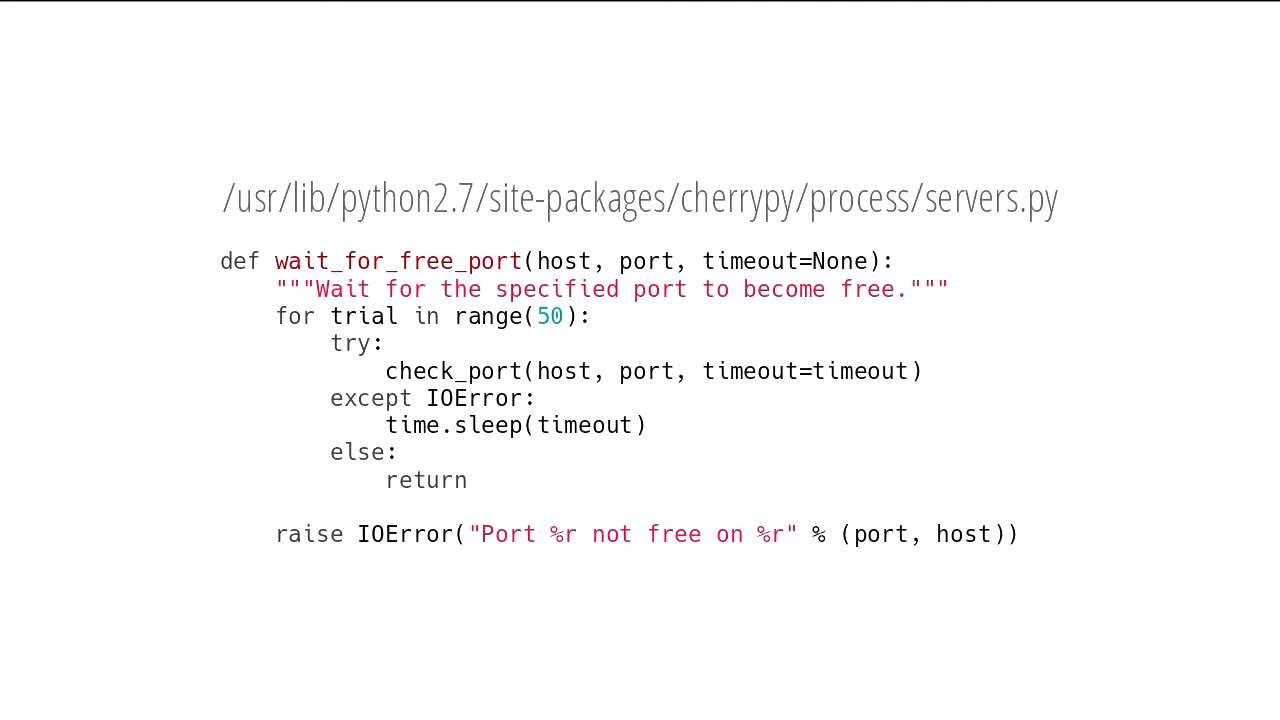 /usr/lib/python2.7/site-packages/cherrypy/process/servers.py
def wait_for_free_port(host, port, timeout=None):
    """Wait for the specified port to become free."""
    for trial in range(50):
        try:
            check_port(host, port, timeout=timeout)
        except IOError:
            time.sleep(timeout)
        else:
            return
    raise IOError("Port %r not free on %r" % (port, host))